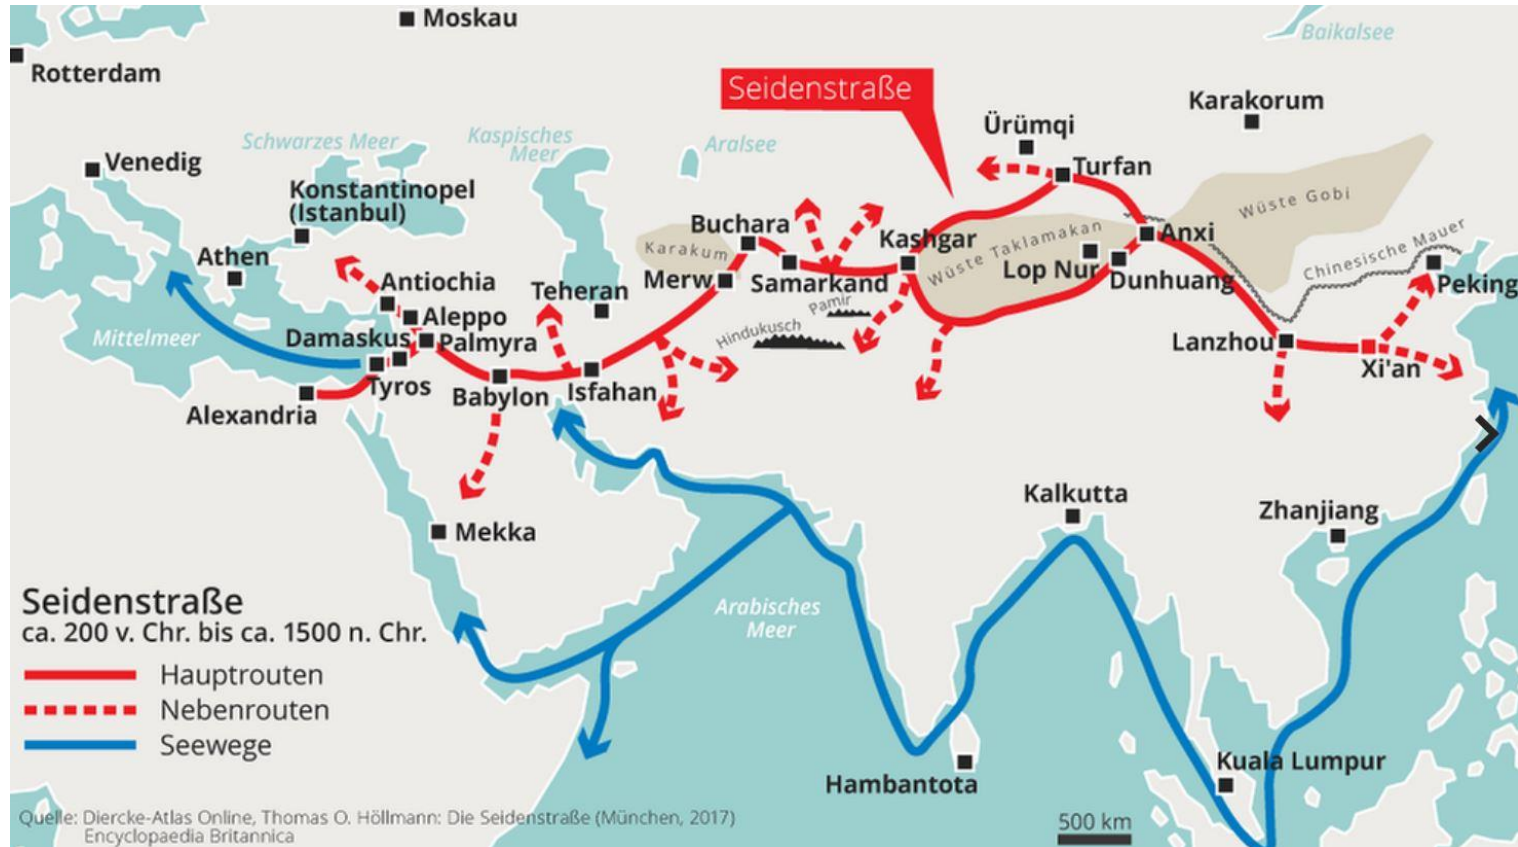 Moskau
Baikalsee
Rotterdam
Seidenstraße
Karakorum
Ürümqi
Schwarzes Meer
Kaspisches
Meer
Aralsee
Venedig
Turfan
Konstantinopel
(Istanbul)
Wüste Gobi
Buchara
Karakum
Kashgar
Wüste Taklamakan
Anxi
Chinesische Mauer
Athen
Antiochia
Teheran
Merw
Samarkand
Lop Nur
Dunhuang
Peking
Pamir
Hindukusch
Aleppo
Mittelmeer
Damaskus
Palmyra
Lanzhou
Xi'an
Tyros
Babylon
Isfahan
Alexandria
Kalkutta
Zhanjiang
Mekka
Arabisches
Meer
Seidenstraße
ca. 200 v. Chr. bis ca. 1500 n. Chr.
Hauptrouten
Nebenrouten
Seewege
Kuala Lumpur
Hambantota
500 km
Quelle: Diercke-Atlas Online, Thomas O. Höllmann: Die Seidenstraße (München, 2017)
Encyclopaedia Britannica